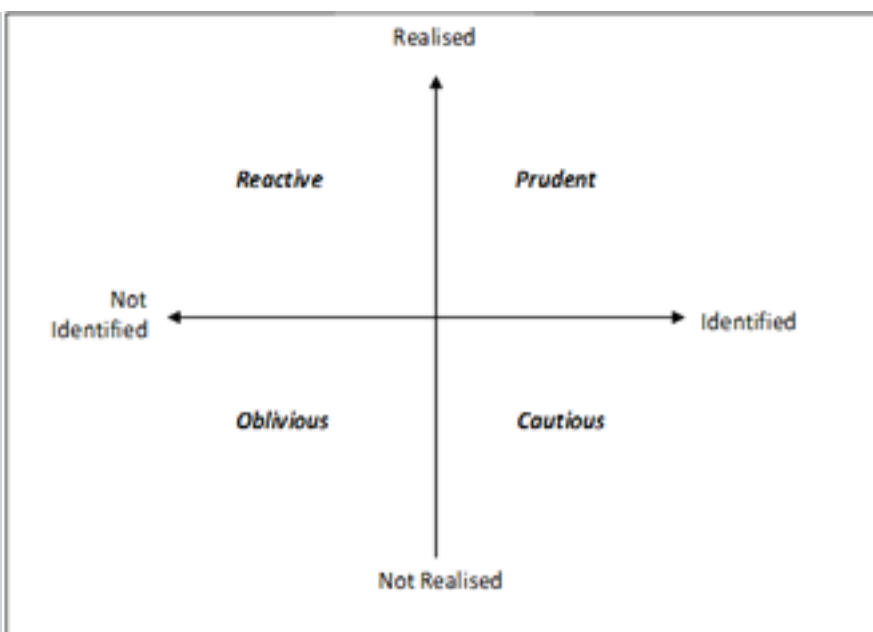 Realised
Reactive
Prudent
Not
Identified
Identified
Oblivious
Cautious
Not Realised